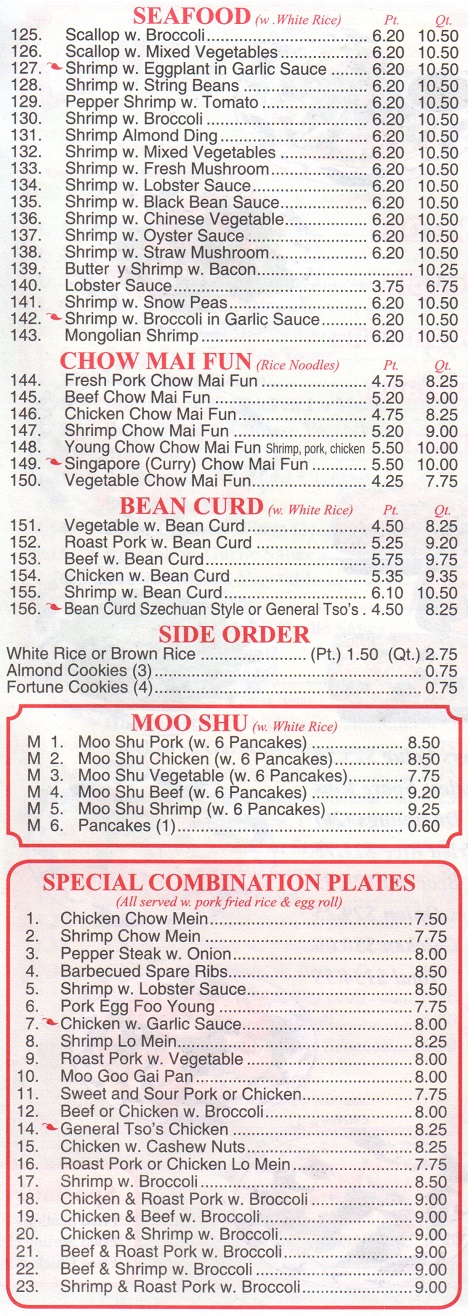 SEAFOOD (w .White Rice) Pt. Qt.
125. Scallop w. Broccoli 6.20 10.50
126. Scallop w. Mixed Vegetables 6.20 10.50
127. Shrimp w. Eggplant in Garlic Sauce 6.20 10.50
128. Shrimp w. String Beans 6.20 10.50
129. Pepper Shrimp w. Tomato 6.20 10.50
130. Shrimp w. Broccoli 6.20 10.50
131. Shrimp Almond Ding 6.20 10.50
132. Shrimp w. Mixed Vegetables 6.20 10.50
133. Shrimp w. Fresh Mushroom 6.20 10.50
134. Shrimp w. Lobster Sauce 6.20 10.50
135. Shrimp w. Black Bean Sauce 6.20 10.50
136. Shrimp w. Chinese Vegetable 6.20 10.50
137. Shrimp w. Oyster Sauce 6.20 10.50
138. Shrimp w. Straw Mushroom 6.20 10.50
139. Butter y Shrimp w. Bacon 10.25
140. Lobster Sauce 3.75 6.75
141. Shrimp w. Snow Peas 6.20 10.50
142. Shrimp w. Broccoli in Garlic Sauce 6.20 10.50
143. Mongolian Shrimp 6.20 10.50
CHOW MAI FUN (Rice Noodles) Pt. Qt.
144. Fresh Pork Chow Mai Fun 4.75 8.25
145. Beef Chow Mai Fun 5.20 9.00
146. Chicken Chow Mai Fun 4.75 8.25
147. Shrimp Chow Mai Fun 5.20 9.00
148. Young Chow Chow Mai Fun Shrimp, pork, chicken 5.50 10.00
149. Singapore (Curry) Chow Mai Fun 5.50 10.00
150. Vegetable Chow Mai Fun 4.25 7.75
BEAN CURD (w. White Rice) Pt. Qt.
151. Vegetable w. Bean Curd 4.50 8.25
152. Roast Pork w. Bean Curd 5.25 9.20
153. Beef w. Bean Curd 5.75 9.75
154. Chicken w. Bean Curd 5.35 9.35
155. Shrimp w. Bean Curd 6.10 10.50
156. Bean Curd Szechuan Style or General Tso's . 4.50 8.25
SIDE ORDER
White Rice or Brown Rice (Pt.) 1.50 (Qt.) 2.75
Almond Cookies (3) 0.75
Fortune Cookies (4) 0.75
MOO SHU (w. White Rice)
M 1. Moo Shu Pork (w. 6 Pancakes) 8.50
M 2. Moo Shu Chicken (w. 6 Pancakes) 8.50
M 3. Moo Shu Vegetable (w. 6 Pancakes) 7.75
M 4. Moo Shu Beef (w. 6 Pancakes) 9.20
M 5. Moo Shu Shrimp (w. 6 Pancakes) 9.25
M 6. Pancakes (1) 0.60
SPECIAL COMBINATION PLATES
(All served w. pork fried rice & egg roll)
1. Chicken Chow Mein 7.50
2. Shrimp Chow Mein 7.75
3. Pepper Steak w. Onion 8.00
4. Barbecued Spare Ribs 8.50
5. Shrimp w. Lobster Sauce 8.50
6. Pork Egg Foo Young 7.75
7. Chicken w. Garlic Sauce 8.00
8. Shrimp Lo Mein 8.25
9. Roast Pork w. Vegetable 8.00
10. Moo Goo Gai Pan 8.00
11. Sweet and Sour Pork or Chicken 7.75
12. Beef or Chicken w. Broccoli 8.00
14. General Tso's Chicken 8.25
15. Chicken w. Cashew Nuts 8.25
16. Roast Pork or Chicken Lo Mein 7.75
17. Shrimp w. Broccoli 8.50
18. Chicken & Roast Pork w. Broccoli 9.00
19. Chicken & Beef w. Broccoli 9.00
20. Chicken & Shrimp w. Broccoli 9.00
21. Beef & Roast Pork w. Broccoli 9.00
22. Beef & Shrimp w. Broccoli 9.00
23. Shrimp & Roast Pork w. Broccoli 9.00